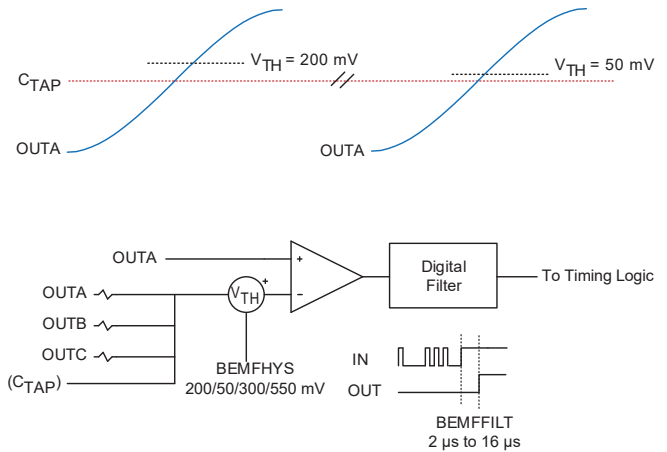 V_TH = 200 mV
V_TH = 50 mV
C_TAP
OUTA
OUTA
OUTA
Digital
Filter
To Timing Logic
OUTA
V_TH
OUTB
OUTC
(C_TAP)
BEMFHYS
200/50/300/550 mV
IN
OUT
BEMFFILT
2 µs to 16 µs